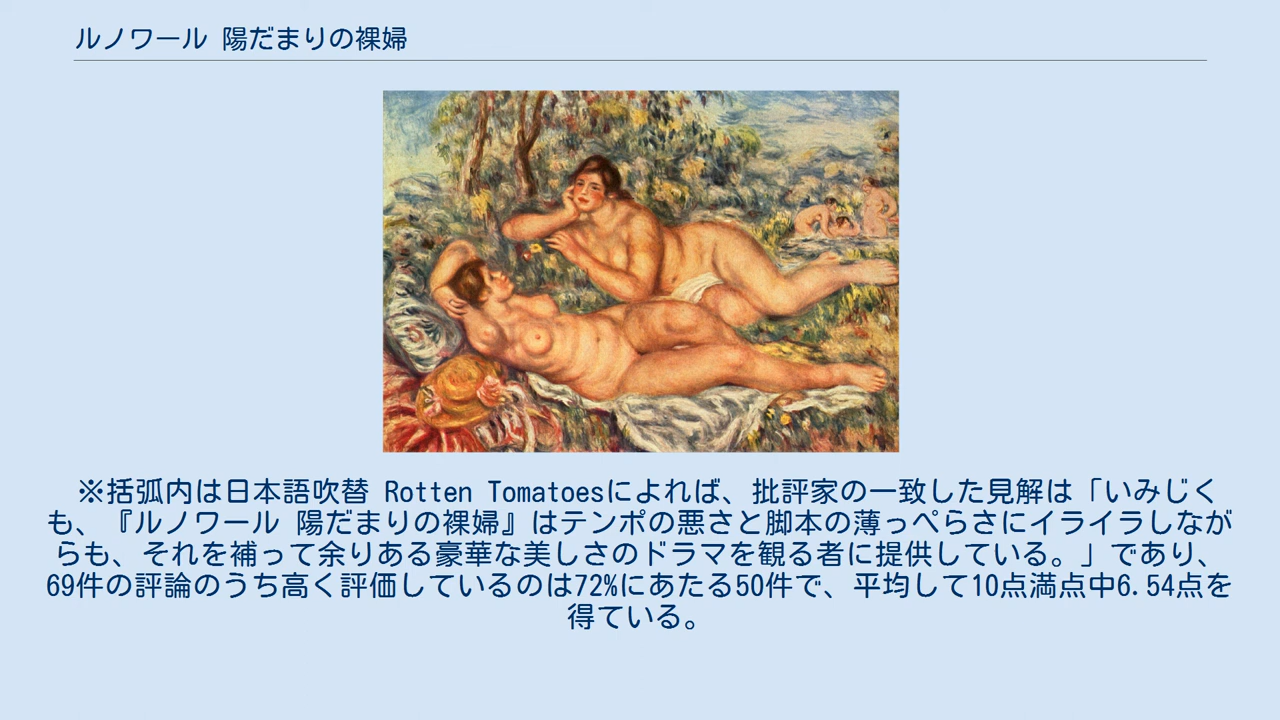 ルノワール 陽だまりの裸婦
※括弧内は日本語吹替 Rotten Tomatoesによれば、批評家の一致した見解は「いみじく
も、『ルノワール 陽だまりの裸婦』はテンポの悪さと脚本の薄っぺらさにイライラしなが
らも、それを補って余りある豪華な美しさのドラマを観る者に提供している。」であり、
69件の評論のうち高く評価しているのは72%にあたる50件で、平均して10点満点中6.54点を
得ている。